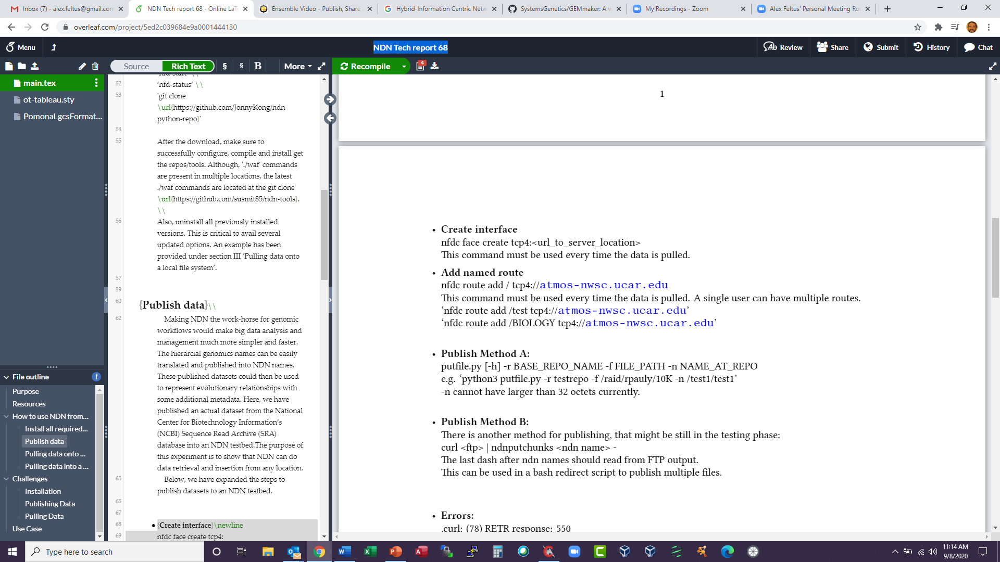 Inbox (7) - alex.feltus@gmail.com
NDN Tech report 68 - Online LaTe
Ensemble Video - Publish, Share
Hybrid-Information Centric Netw
SystemsGenetics/GEMmaker: A w
My Recordings - Zoom
Alex Feltus' Personal Meeting Ro
overleaf.com/project/5ed2c039684e9a0001444130
Menu
NDN Tech report 68
Review
Share
Submit
History
Chat
Source
Rich Text
§
§
B
More
Recompile
4
main.tex
ot-tableau.sty
PomonaLgcsFormat...
File outline
Purpose
Resources
How to use NDN from...
Install all required...
Publish data
Pulling data onto ...
Pulling data into a ...
Challenges
Installation
Publishing Data
Pulling Data
Use Case
52 'nfd-status' \\
53 'git clone
\url{https://github.com/JonnyKong/ndn-
python-repo}'
54
55 After the download, make sure to
successfully configure, compile and install get
the repos/tools. Although, './waf' commands
are present in multiple locations, the latest
./waf commands are located at the git clone
\url{https://github.com/susmit85/ndn-tools}.
\\
56 Also, uninstall all previously installed
versions. This is critical to avail several
updated options. An example has been
provided under section III ‘Pulling data onto
a local file system’.
57
59
60 {Publish data}\\
62 Making NDN the work-horse for genomic
workflows would make big data analysis and
management much more simpler and faster.
The hierarcial genomics names can be easily
translated and published into NDN names.
These published datasets could then be used
to represent evolutionary relationships with
some additional metadata. Here, we have
published an actual dataset from the National
Center for Biotechnology Information’s
(NCBI) Sequence Read Archive (SRA)
database into an NDN testbed.The purpose of
this experiment is to show that NDN can do
data retrieval and insertion from any location.
63 Below, we have expanded the steps to
publish datasets to an NDN testbed.
65
67
68 • {Create interface}\newline
69 nfdc face create tcp4:
1
• Create interface
nfdc face create tcp4:<url_to_server_location>
This command must be used every time the data is pulled.
• Add named route
nfdc route add / tcp4://atmos-nwsc.ucar.edu
This command must be used every time the data is pulled. A single user can have multiple routes.
‘nfdc route add /test tcp4://atmos-nwsc.ucar.edu’
‘nfdc route add /BIOLOGY tcp4://atmos-nwsc.ucar.edu’
• Publish Method A:
putfile.py [-h] -r BASE_REPO_NAME -f FILE_PATH -n NAME_AT_REPO
e.g. ‘python3 putfile.py -r testrepo -f /raid/rpauly/10K -n /test1/test1’
-n cannot have larger than 32 octets currently.
• Publish Method B:
There is another method for publishing, that might be still in the testing phase:
curl <ftp> | ndnputchunks <ndn name> -
The last dash after ndn names should read from FTP output.
This can be used in a bash redirect script to publish multiple files.
• Errors:
.curl: (78) RETR response: 550
Type here to search
11:14 AM
9/8/2020